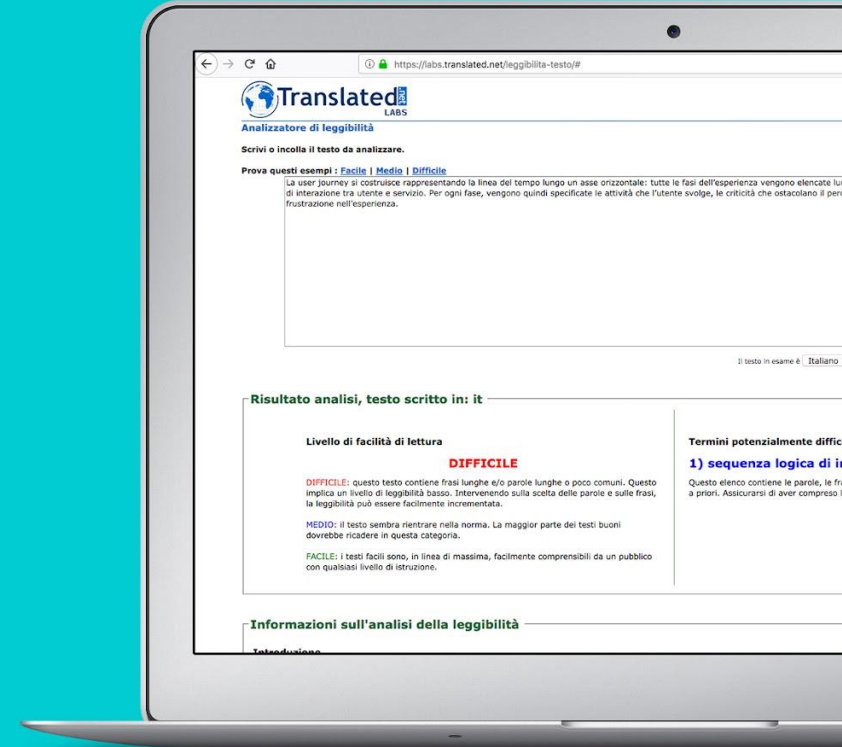 https://labs.translated.net/leggibilita-testo/#
Translated.net
LABS
Analizzatore di leggibilità
Scrivi o incolla il testo da analizzare.
Prova questi esempi : Facile | Medio | Difficile
La user journey si costruisce rappresentando la linea del tempo lungo un asse orizzontale: tutte le fasi dell'esperienza vengono elencate
di interazione tra utente e servizio. Per ogni fase, vengono quindi specificate le attività che l'utente svolge, le criticità che ostacolano il
frustrazione nell'esperienza.
Il testo in esame è Italiano
Risultato analisi, testo scritto in: it
Livello di facilità di lettura
DIFFICILE
DIFFICILE: questo testo contiene frasi lunghe e/o parole lunghe o poco comuni. Questo
implica un livello di leggibilità basso. Intervenendo sulla scelta delle parole e sulle frasi,
la leggibilità può essere facilmente incrementata.
MEDIO: il testo sembra rientrare nella norma. La maggior parte dei testi buoni
dovrebbe ricadere in questa categoria.
FACILE: i testi facili sono, in linea di massima, facilmente comprensibili da un pubblico
con qualsiasi livello di istruzione.
Termini potenzialmente diffic
1) sequenza logica di i
Questo elenco contiene le parole, le fr
a priori. Assicurarsi di aver compreso
Informazioni sull'analisi della leggibilità
Introduzione